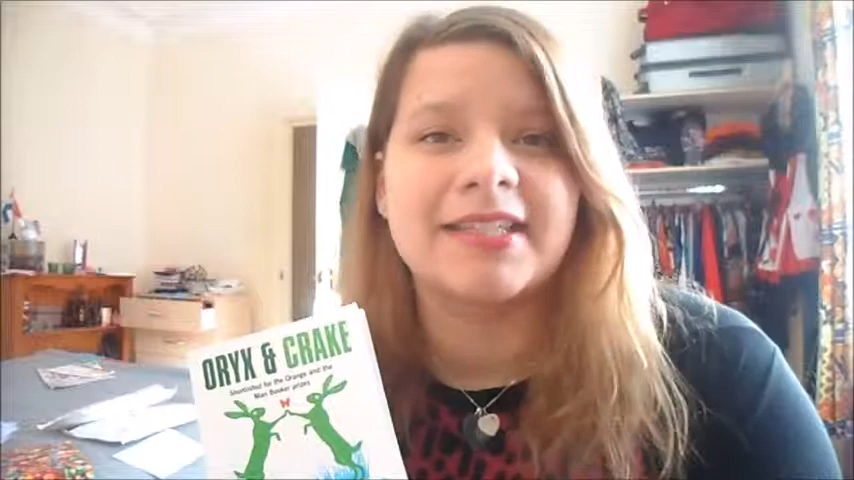 ORYX & CRAKE
Shortlisted for the Orange and the
Man Booker prizes